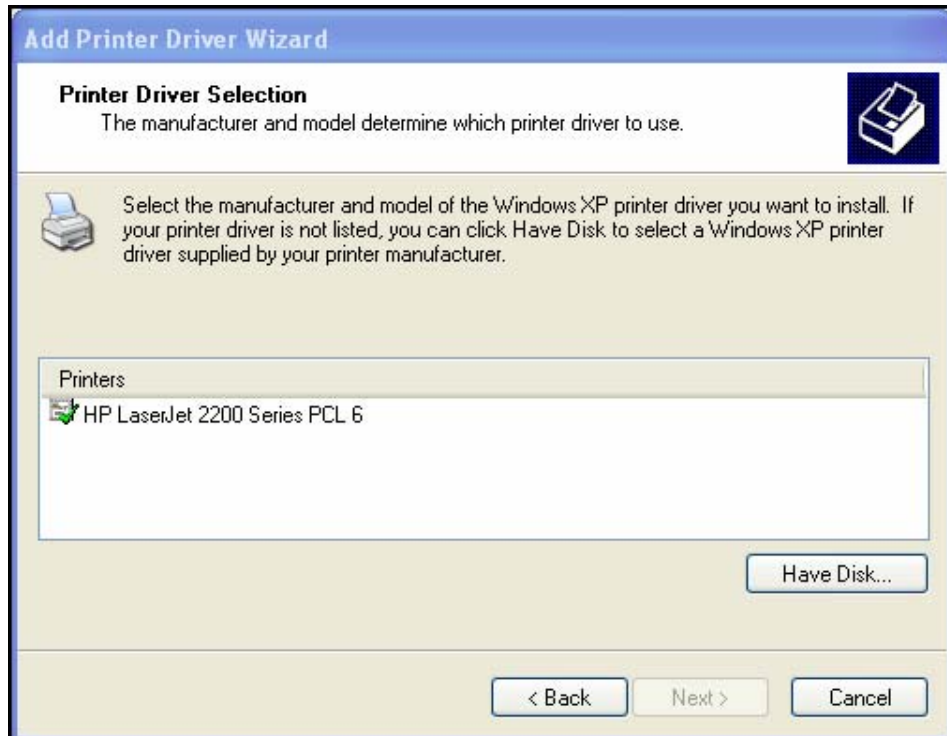 Add Printer Driver Wizard
Printer Driver Selection
The manufacturer and model determine which printer driver to use.
Select the manufacturer and model of the Windows XP printer driver you want to install. If
your printer driver is not listed, you can click Have Disk to select a Windows XP printer
driver supplied by your printer manufacturer.
Printers
HP LaserJet 2200 Series PCL 6
Have Disk...
< Back
Next >
Cancel